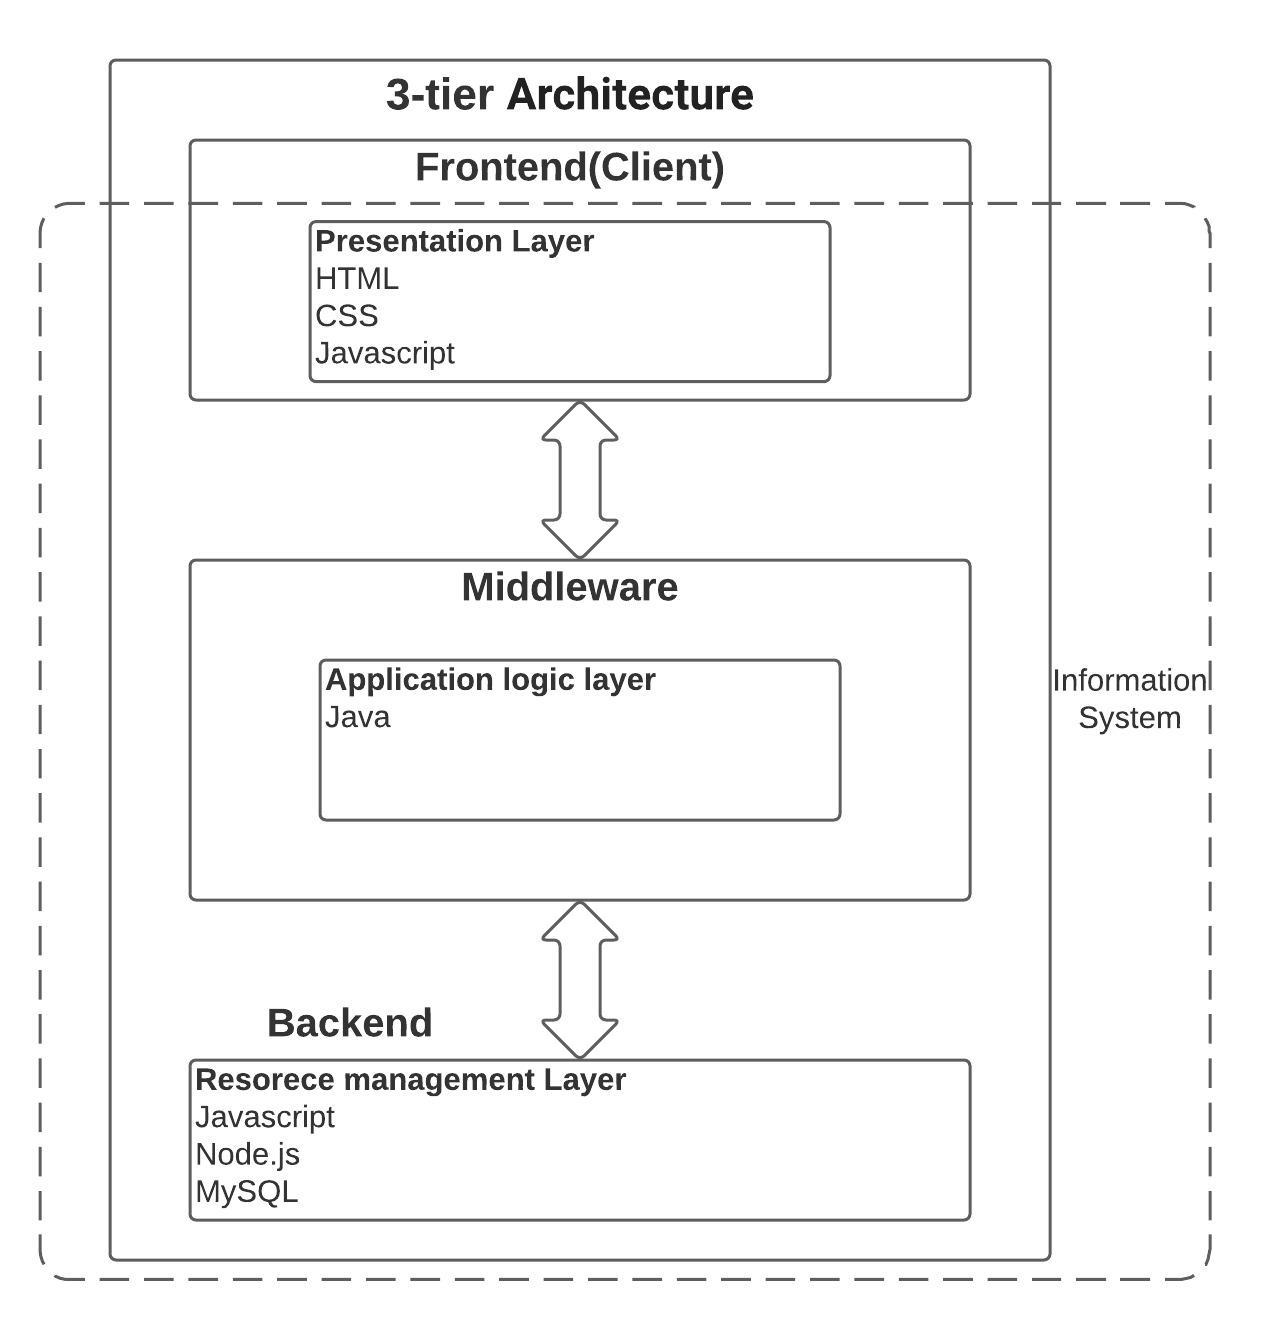 3-tier Architecture
Frontend(Client)
Presentation Layer
HTML
CSS
Javascript
Middleware
Application logic layer
Java
Information
System
Backend
Resorece management Layer
Javascript
Node.js
MySQL